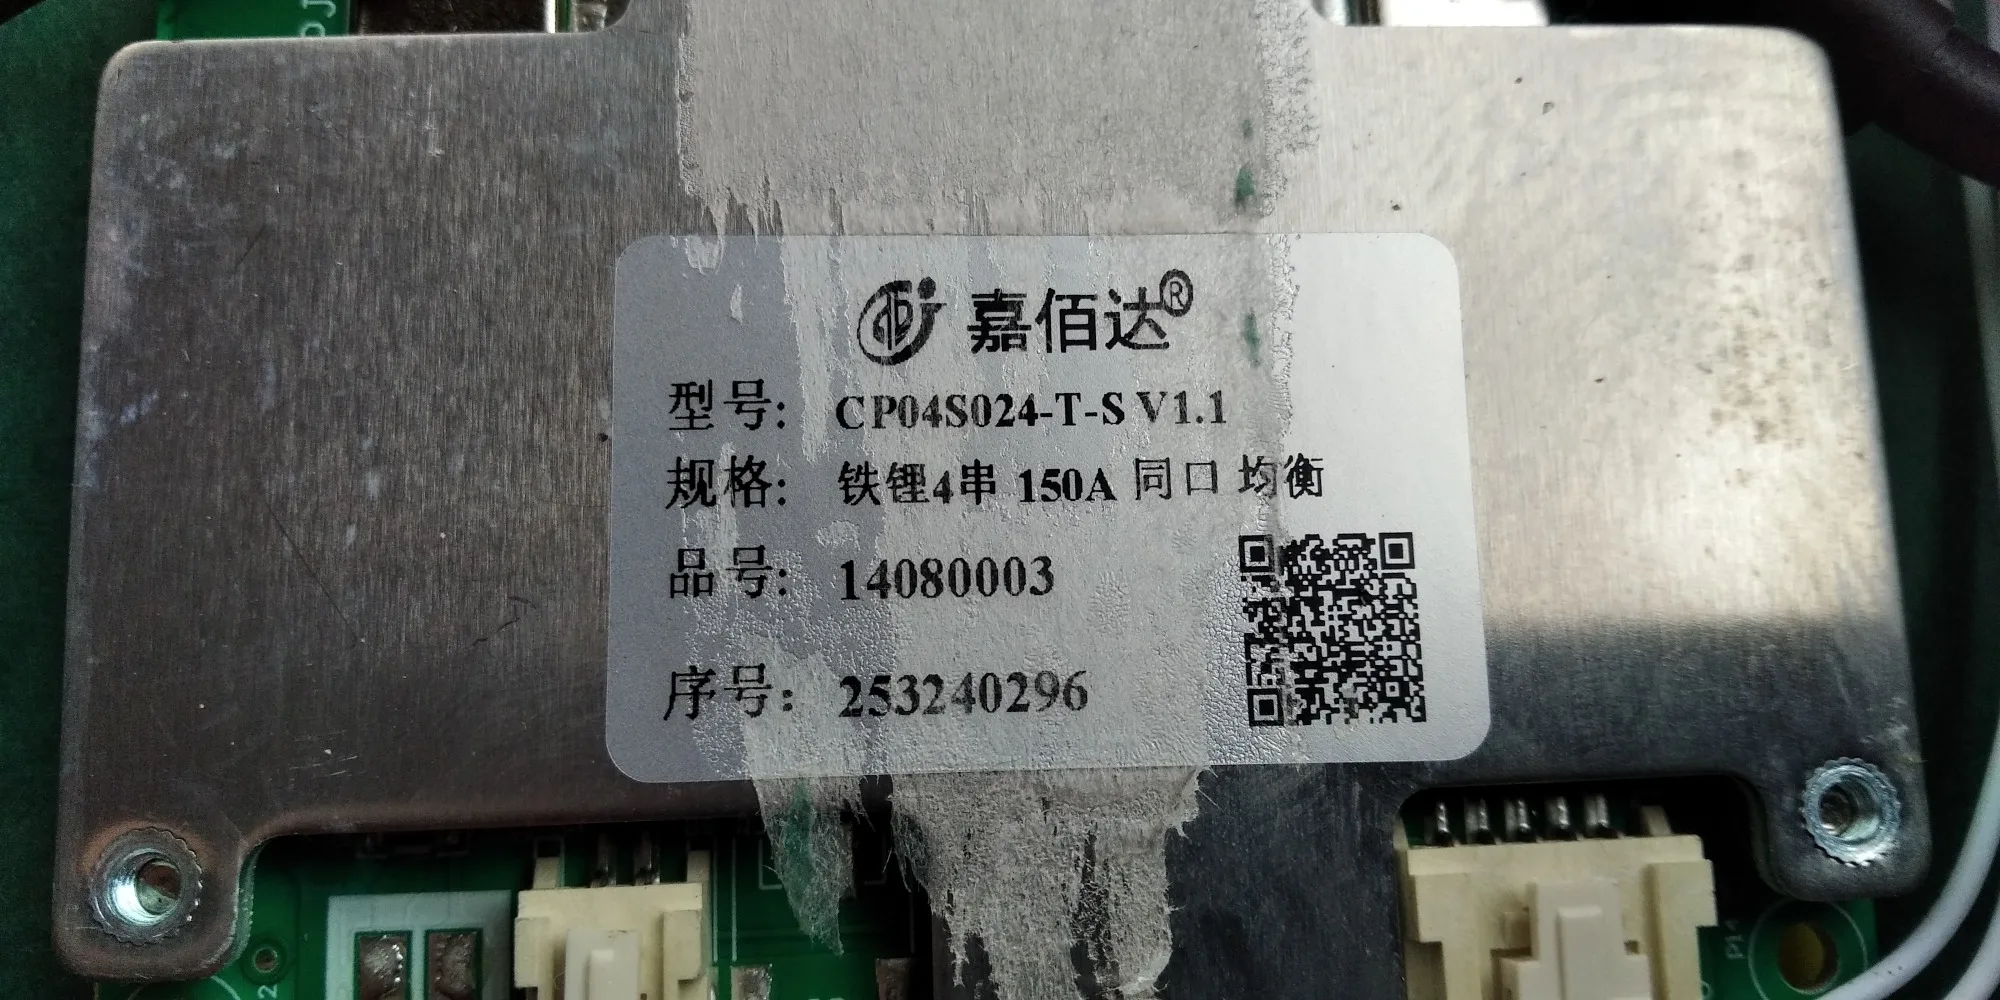 嘉佰达®
型号: CP04S024-T-S V1.1
规格: 铁锂4串 150A 同口 均衡
品号: 14080003
序号: 253240296